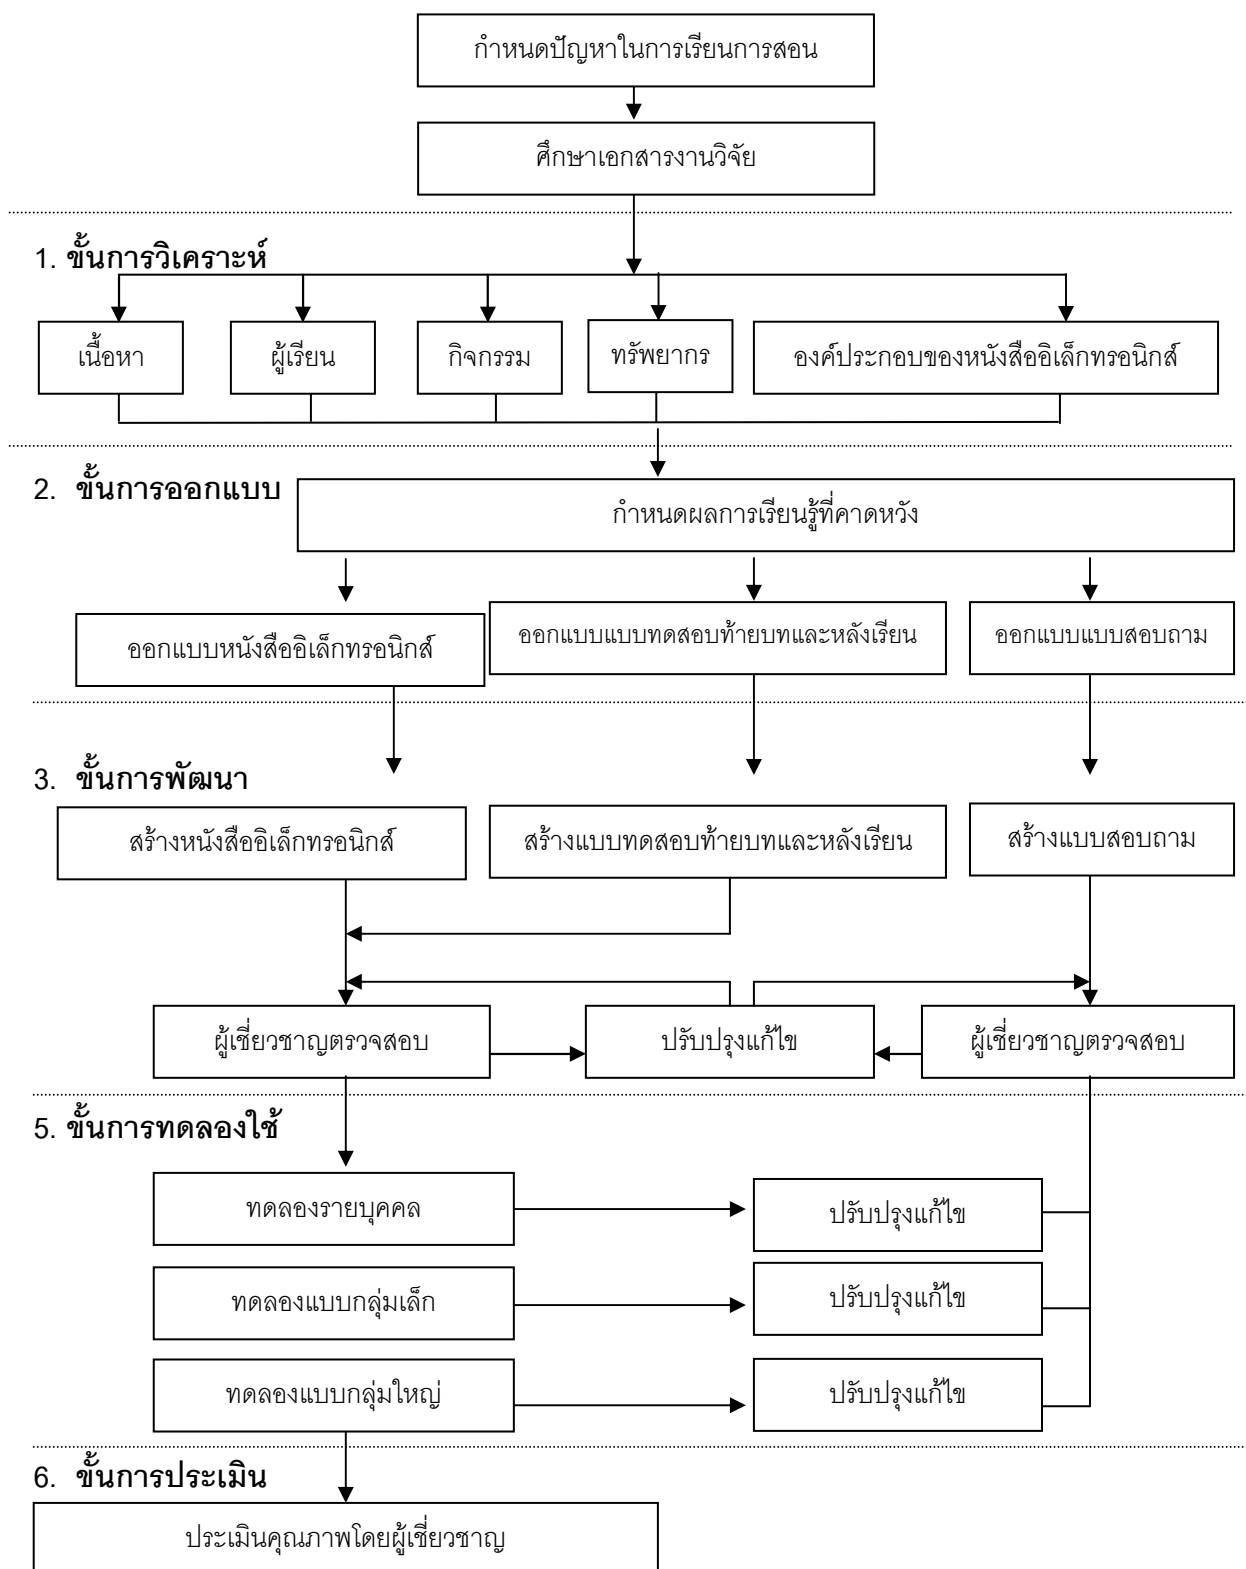 กำหนดปัญหาในการเรียนการสอน
ศึกษาเอกสารงานวิจัย
1. ขั้นการวิเคราะห์
เนื้อหา
ผู้เรียน
กิจกรรม
ทรัพยากร
องค์ประกอบของหนังสืออิเล็กทรอนิกส์
2. ขั้นการออกแบบ
กำหนดผลการเรียนรู้ที่คาดหวัง
ออกแบบหนังสืออิเล็กทรอนิกส์
ออกแบบแบบทดสอบท้ายบทและหลังเรียน
ออกแบบแบบสอบถาม
3. ขั้นการพัฒนา
สร้างหนังสืออิเล็กทรอนิกส์
สร้างแบบทดสอบท้ายบทและหลังเรียน
สร้างแบบสอบถาม
ผู้เชี่ยวชาญตรวจสอบ
ปรับปรุงแก้ไข
ผู้เชี่ยวชาญตรวจสอบ
5. ขั้นการทดลองใช้
ทดลองรายบุคคล
ปรับปรุงแก้ไข
ทดลองแบบกลุ่มเล็ก
ปรับปรุงแก้ไข
ทดลองแบบกลุ่มใหญ่
ปรับปรุงแก้ไข
6. ขั้นการประเมิน
ประเมินคุณภาพโดยผู้เชี่ยวชาญ